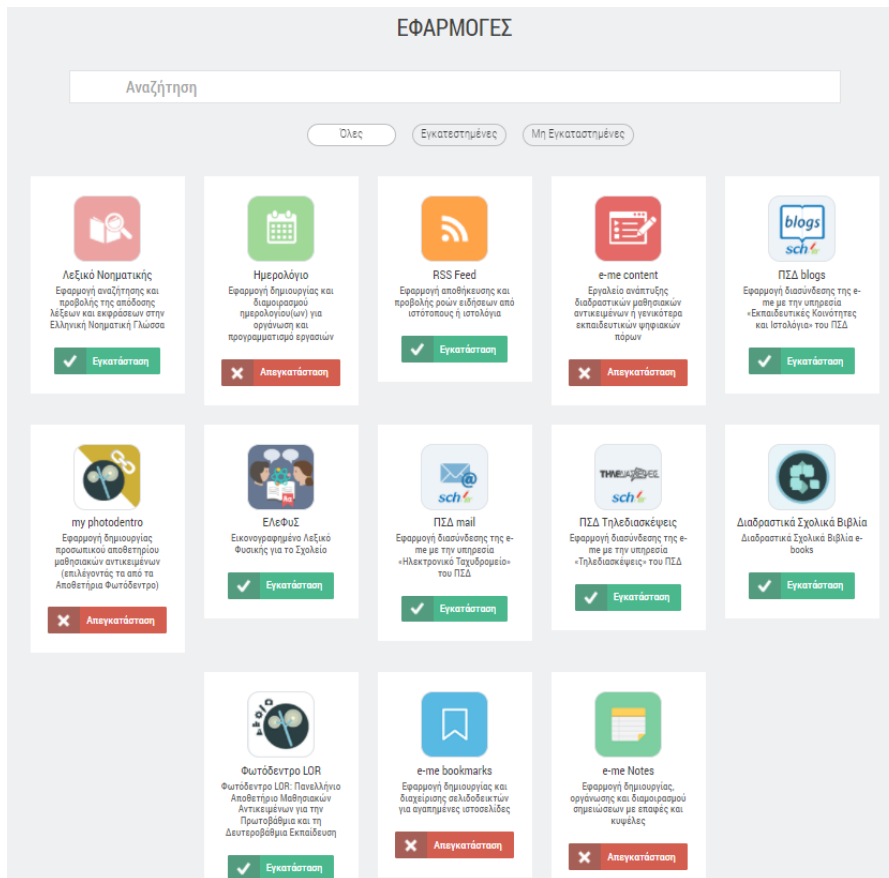 ΕΦΑΡΜΟΓΕΣ
Αναζήτηση
Όλες
Εγκατεστημένες
Μη Εγκαταστημένες
Λεξικό Νοηματικής
Εφαρμογή αναζήτησης και
προβολής της απόδοσης
λέξεων και εκφράσεων στην
Ελληνική Νοηματική Γλώσσα
Εγκατάσταση
Ημερολόγιο
Εφαρμογή δημιουργίας και
διαμοιρασμού
ημερολογίου(ων) για
οργάνωση και
προγραμματισμό εργασιών
Απεγκατάσταση
RSS Feed
Εφαρμογή αποθήκευσης και
προβολής ροών ειδήσεων από
ιστότοπους ή ιστολόγια
Εγκατάσταση
e-me content
Εργαλείο ανάπτυξης
διαδραστικών μαθησιακών
αντικειμένων ή γενικότερα
εκπαιδευτικών ψηφιακών
πόρων
Απεγκατάσταση
blogs
sch
ΠΣΔ blogs
Εφαρμογή διασύνδεσης της e-
me με την υπηρεσία
«Εκπαιδευτικές Κοινότητες
και Ιστολόγια» του ΠΣΔ
Εγκατάσταση
my photodentro
Εφαρμογή δημιουργίας
προσωπικού αποθετηρίου
μαθησιακών αντικειμένων
(επιλέγοντάς τα από τα
Αποθετήρια Φωτόδεντρο)
Απεγκατάσταση
ΕΛεΦυΣ
Εικονογραφημένο Λεξικό
Φυσικής για το Σχολείο
Εγκατάσταση
sch
ΠΣΔ mail
Εφαρμογή διασύνδεσης της e-
me με την υπηρεσία
«Ηλεκτρονικό Ταχυδρομείο»
του ΠΣΔ
Εγκατάσταση
sch
ΠΣΔ Τηλεδιασκέψεις
Εφαρμογή διασύνδεσης της e-
me με την υπηρεσία
«Τηλεδιασκέψεις» του ΠΣΔ
Εγκατάσταση
Διαδραστικά Σχολικά Βιβλία
Διαδραστικά Σχολικά Βιβλία e-
books
Εγκατάσταση
Φωτόδεντρο LOR
Φωτόδεντρο LOR: Πανελλήνιο
Αποθετήριο Μαθησιακών
Αντικειμένων για την
Πρωτοβάθμια και τη
Δευτεροβάθμια Εκπαίδευση
Εγκατάσταση
e-me bookmarks
Εφαρμογή δημιουργίας και
διαχείρισης σελιδοδεικτών
για αγαπημένες ιστοσελίδες
Απεγκατάσταση
e-me Notes
Εφαρμογή δημιουργίας,
οργάνωσης και διαμοιρασμού
σημειώσεων με επαφές και
κυψέλες
Απεγκατάσταση